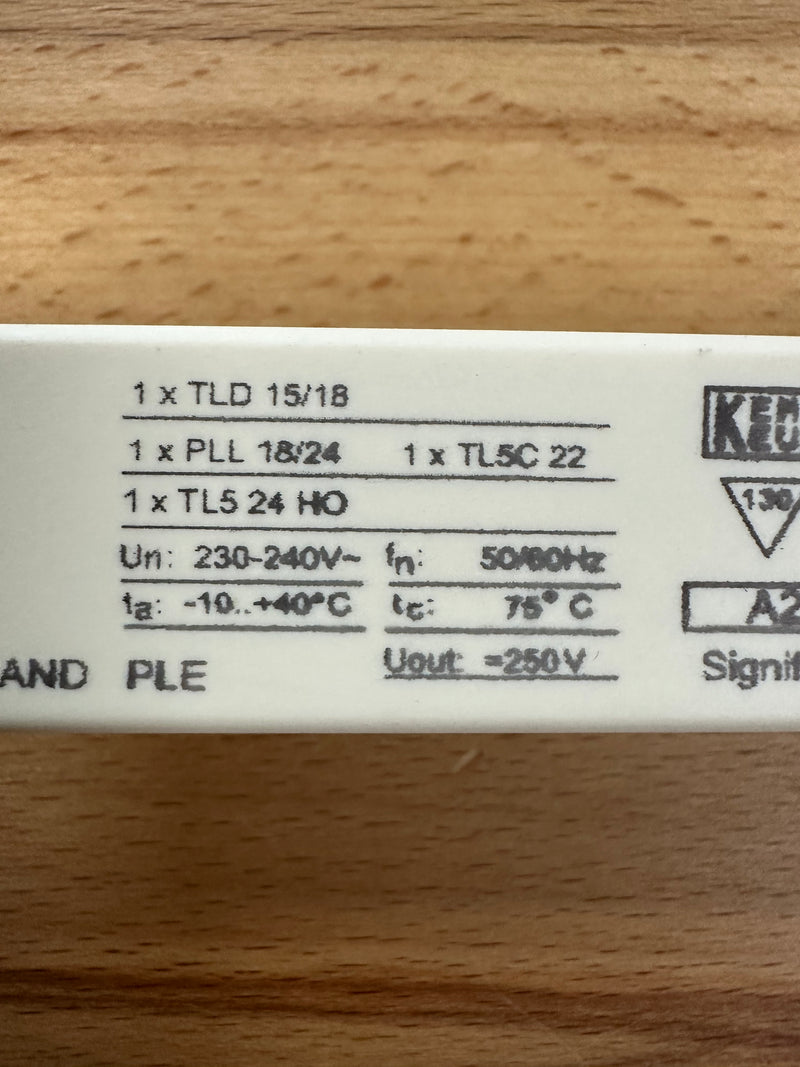 1 x TLD 15/18
1 x PLL 18/24 1 x TL5C 22
1 x TL5 24 HO
Un: 230-240V~ fn: 50/60Hz
ta: -10..+40°C tc: 75° C
Uout: =250V
AND PLE
130
A2
Signif